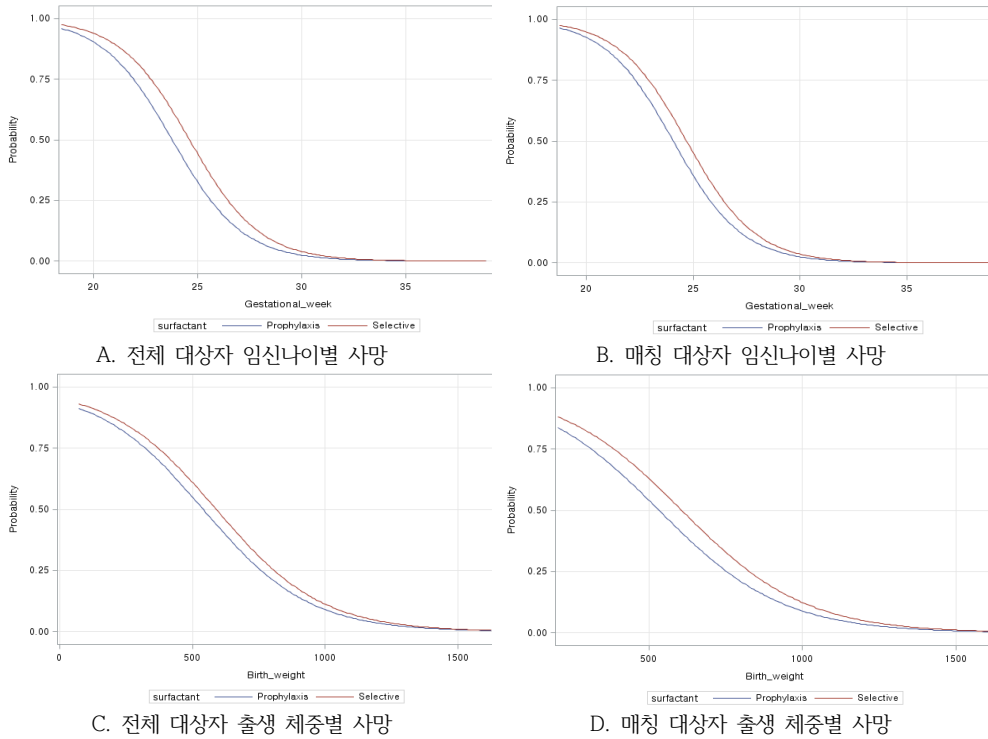 1.00
0.75
0.50
0.25
0.00
Probability
20 25 30 35
Gestational_week
surfactant Prophylaxis Selective
A. 전체 대상자 임신나이별 사망
1.00
0.75
0.50
0.25
0.00
Probability
20 25 30 35
Gestational_week
surfactant Prophylaxis Selective
B. 매칭 대상자 임신나이별 사망
1.00
0.75
0.50
0.25
0.00
Probability
0 500 1000 1500
Birth_weight
surfactant Prophylaxis Selective
C. 전체 대상자 출생 체중별 사망
1.00
0.75
0.50
0.25
0.00
Probability
500 1000 1500
Birth_weight
surfactant Prophylaxis Selective
D. 매칭 대상자 출생 체중별 사망